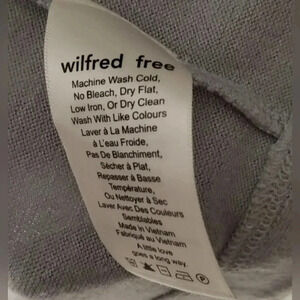 wilfred free
Machine Wash Cold,
No Bleach, Dry Flat,
Low Iron, Or Dry Clean
Wash With Like Colours
Laver à La Machine
à L'eau Froide,
Pas De Blanchiment,
Sécher à Plat,
Repasser à Basse
Température,
Ou Nettoyer à Sec
Laver Avec Des Couleurs
Semblables
Made in Vietnam
Fabriqué au Vietnam
A little love
goes a long way.